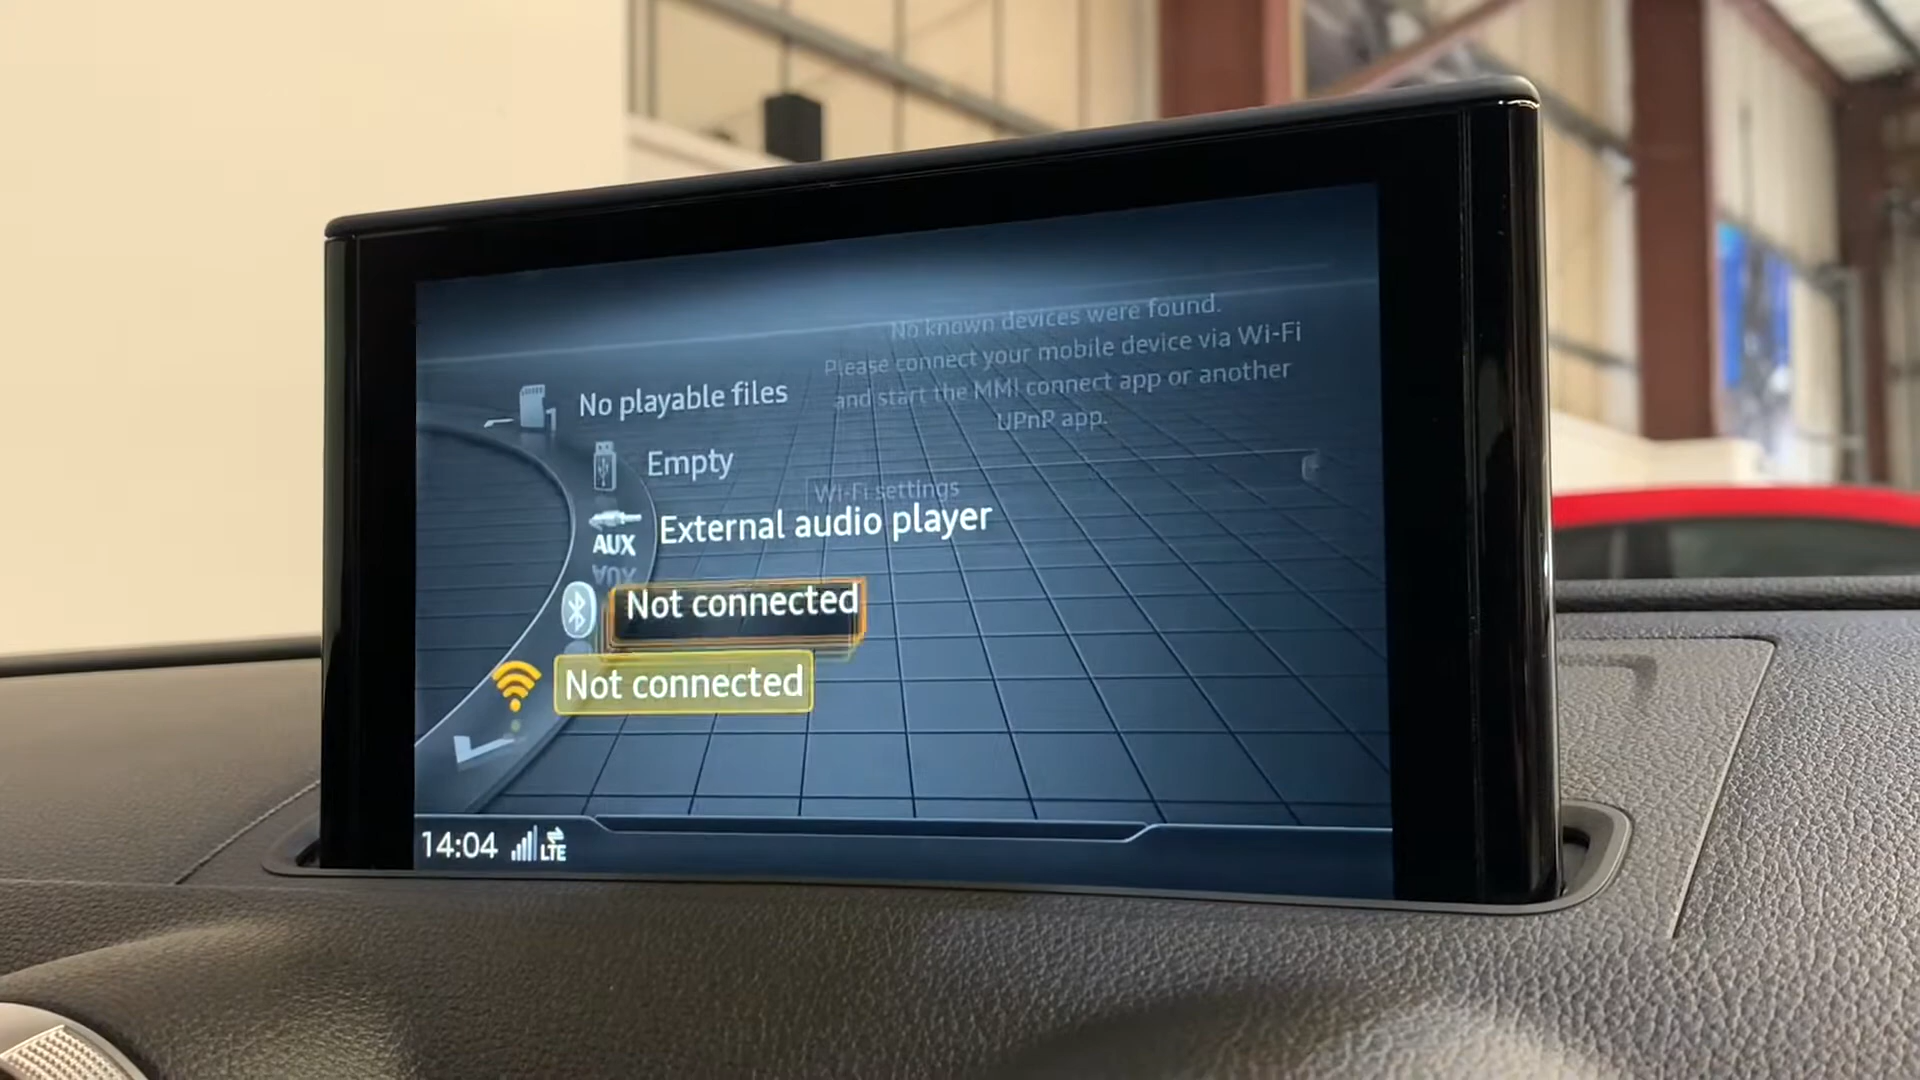 No known devices were found.
Please connect your mobile device via Wi-Fi
and start the MMI connect app or another
UPnP app.
1
No playable files
Empty
Wi-Fi settings
AUX
External audio player
Not connected
Not connected
14:04 LTE